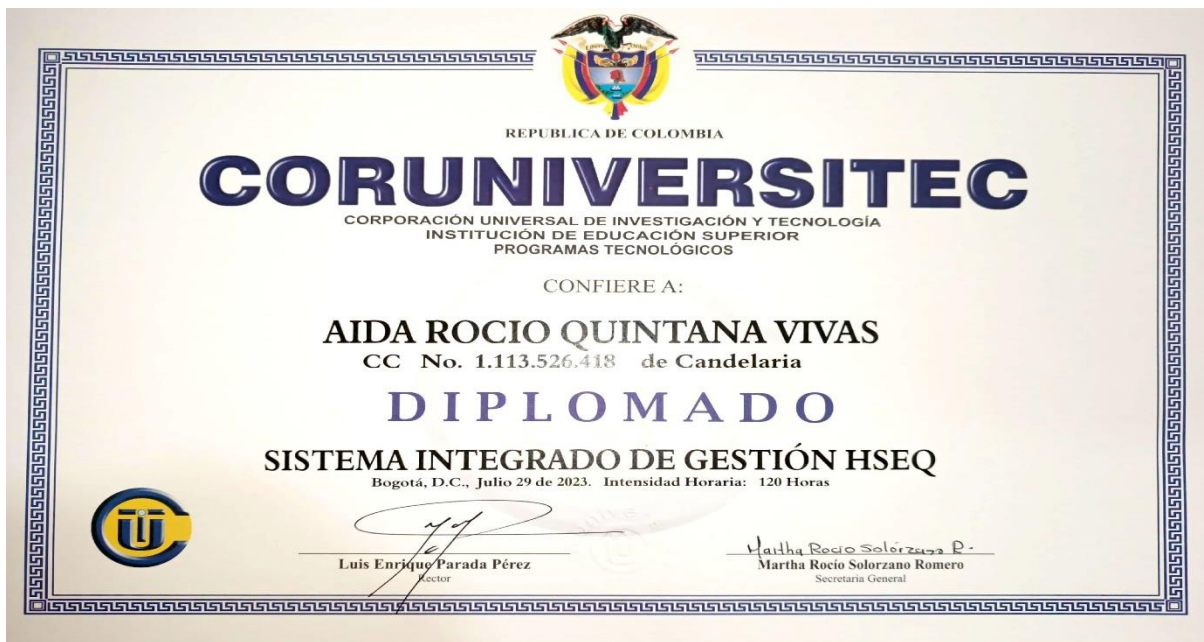 REPUBLICA DE COLOMBIA
CORUNIVERSITEC
CORPORACIÓN UNIVERSAL DE INVESTIGACIÓN Y TECNOLOGÍA
INSTITUCIÓN DE EDUCACIÓN SUPERIOR
PROGRAMAS TECNOLÓGICOS
CONFIERE A:
AIDA ROCIO QUINTANA VIVAS
CC No. 1.113.526.418 de Candelaria
DIPLOMADO
SISTEMA INTEGRADO DE GESTIÓN HSEQ
Bogotá, D.C., Julio 29 de 2023. Intensidad Horaria: 120 Horas
Martha Rocío Solórzano R.
Luis Enrique Parada Pérez
Martha Rocío Solorzano Romero
Rector
Secretaria General